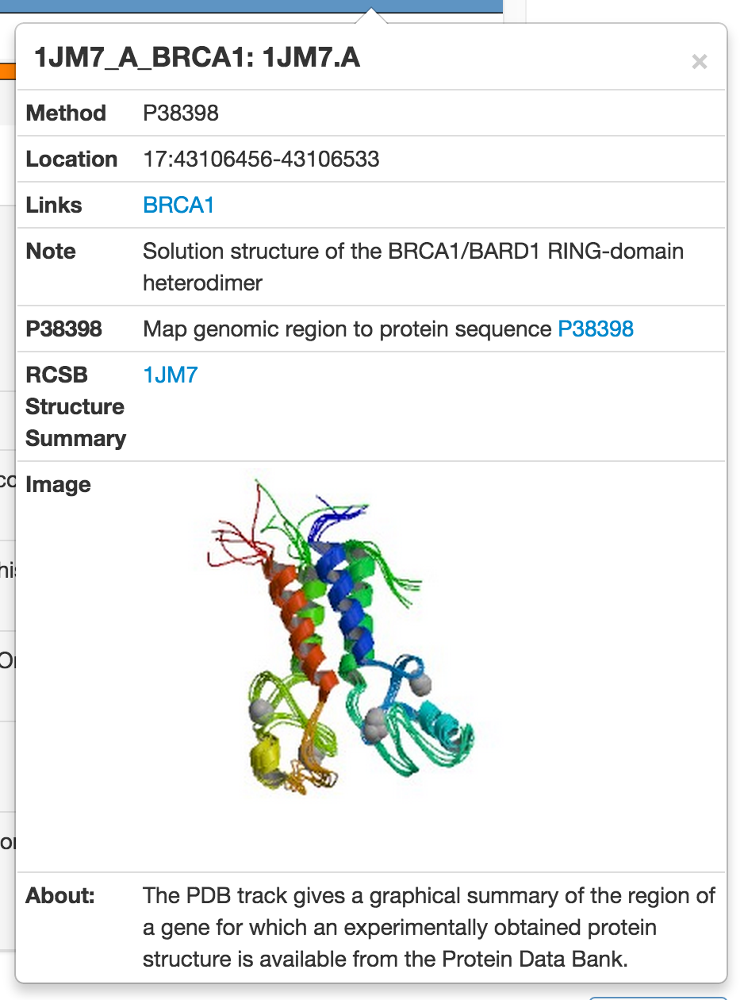 1JM7_A_BRCA1: 1JM7.A
×
Method P38398
Location 17:43106456-43106533
Links BRCA1
Note Solution structure of the BRCA1/BARD1 RING-domain
heterodimer
P38398 Map genomic region to protein sequence P38398
RCSB 1JM7
Structure
Summary
Image
About: The PDB track gives a graphical summary of the region of
a gene for which an experimentally obtained protein
structure is available from the Protein Data Bank.